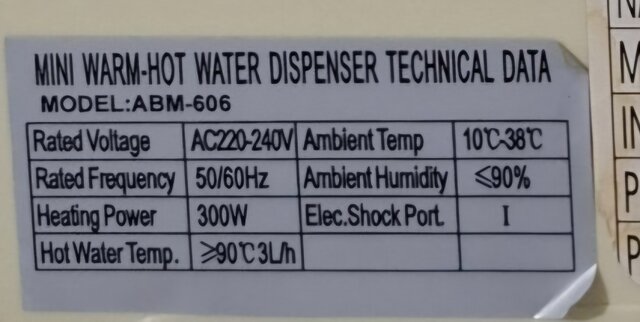 MINI WARM-HOT WATER DISPENSER TECHNICAL DATA
MODEL:ABM-606
Rated Voltage AC220-240V Ambient Temp 10℃-38℃
Rated Frequency 50/60Hz Ambient Humidity ≤90%
Heating Power 300W Elec.Shock Port. I
Hot Water Temp. ≥90℃ 3L/h